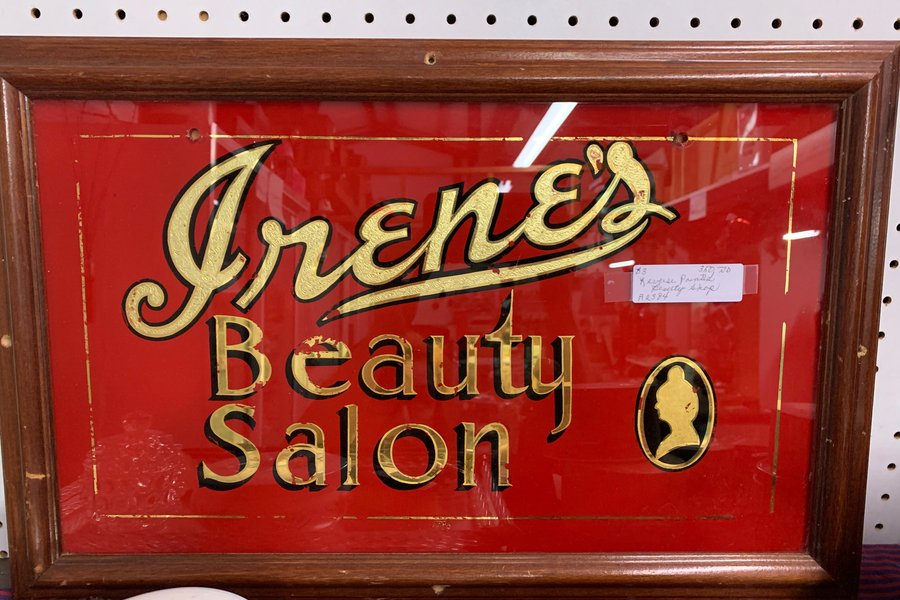 Irene's
Beauty
Salon
Reverse Painted
Beauty Shop